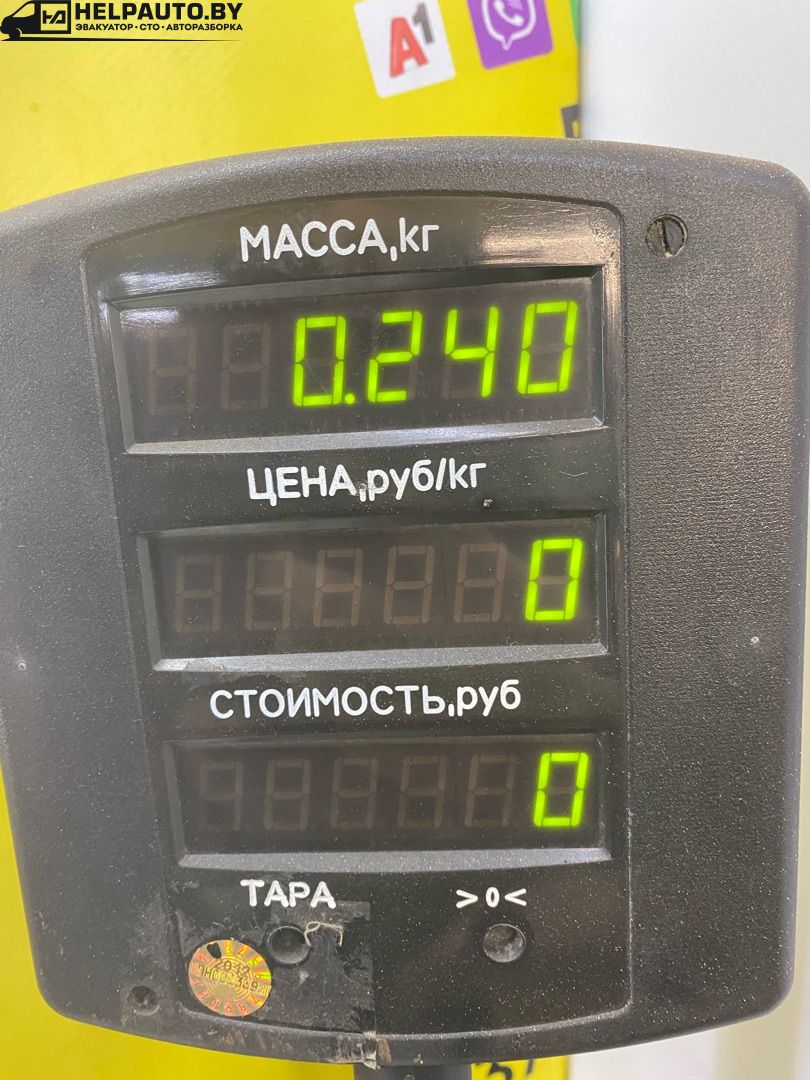 HELPAUTO.BY
ЭВАКУАТОР•СТО•АВТОРАЗБОРКА
A1
МАССА,кг
0.240
ЦЕНА,руб/кг
0
СТОИМОСТЬ,руб
0
ТАРА
>0<